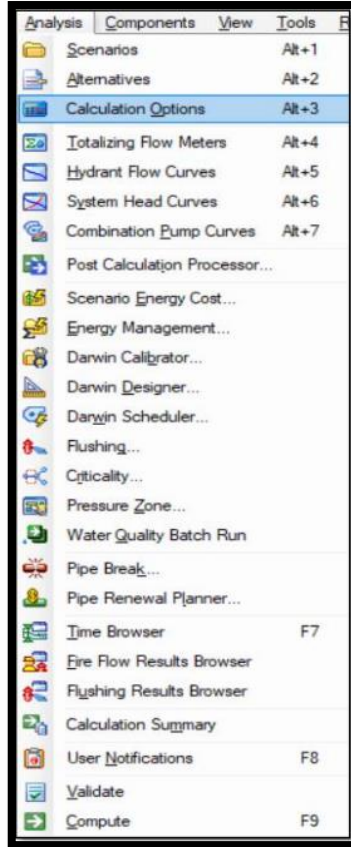 Analysis Components View Tools R
Scenarios Alt+1
Alternatives Alt+2
Calculation Options Alt+3
Totalizing Flow Meters Alt+4
Hydrant Flow Curves Alt+5
System Head Curves Alt+6
Combination Pump Curves Alt+7
Post Calculation Processor...
Scenario Energy Cost...
Energy Management...
Darwin Calibrator...
Darwin Designer...
Darwin Scheduler...
Flushing...
Criticality...
Pressure Zone...
Water Quality Batch Run
Pipe Break...
Pipe Renewal Planner...
Time Browser F7
Fire Flow Results Browser
Flushing Results Browser
Calculation Summary
User Notifications F8
Validate
Compute F9